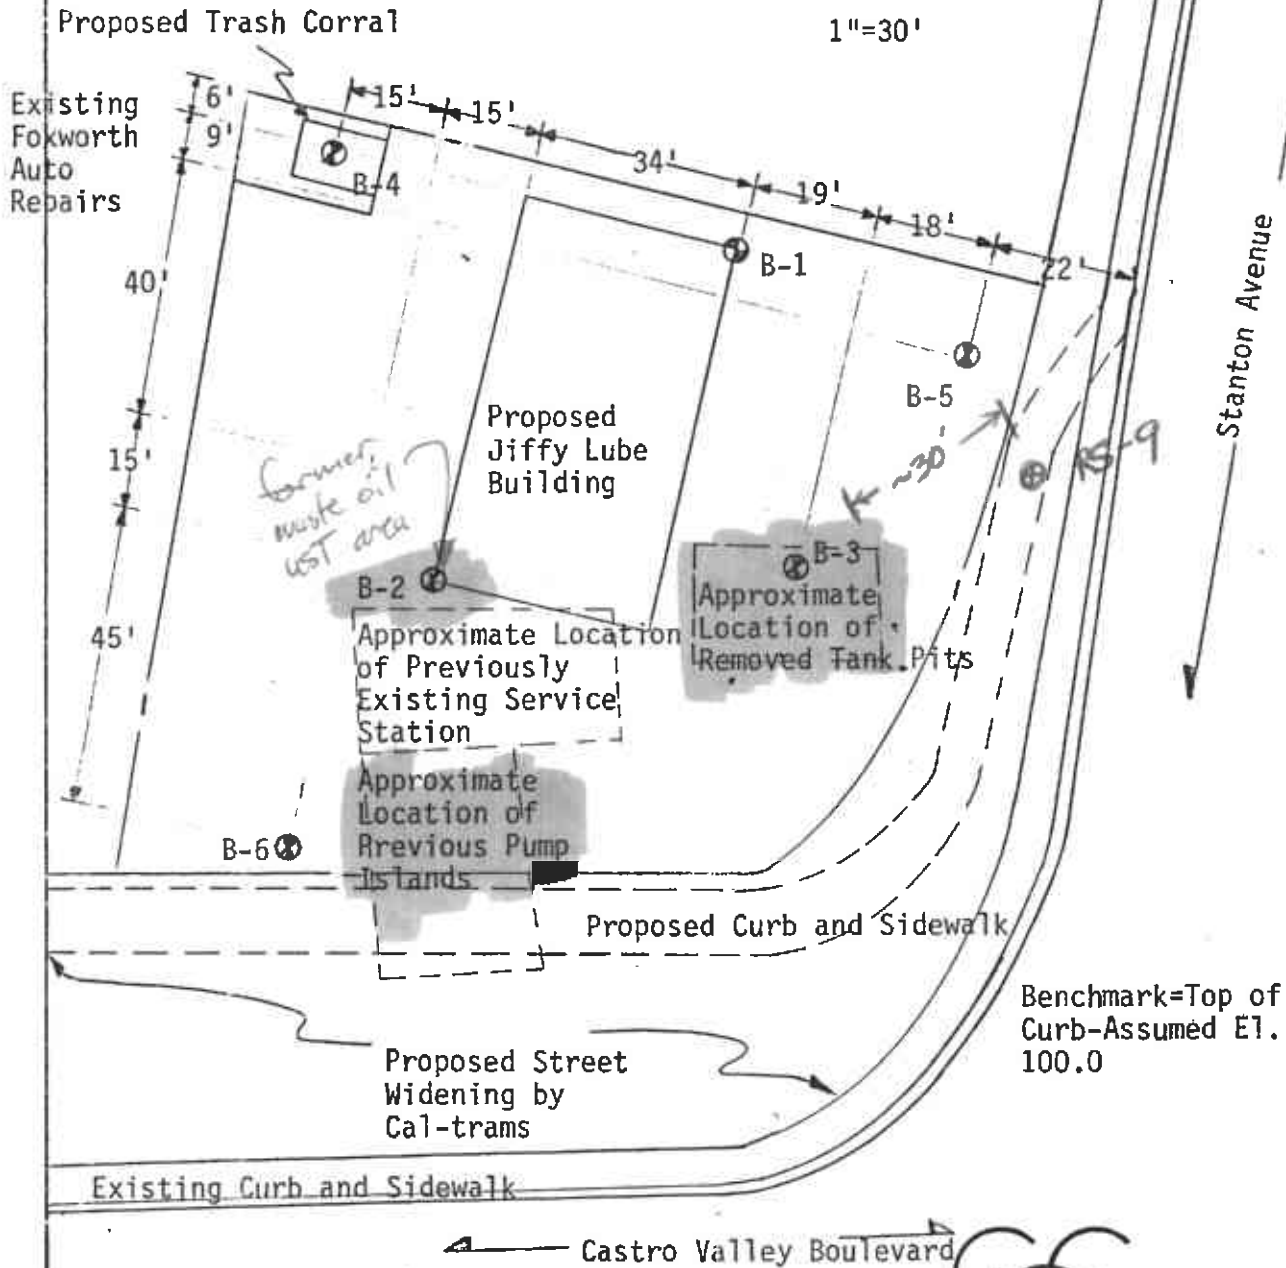 Proposed Trash Corral
1"=30'
Existing
Foxworth
Auto
Repairs
6'
9'
15'
15'
34'
19'
18'
22'
B-4
B-1
40'
Stanton Avenue
B-5
Proposed
Jiffy Lube
Building
15'
former
waste oil
UST area
~30'
RS-9
B-2
B-3
Approximate
Location of
Removed Tank Pits
45'
Approximate Location
of Previously
Existing Service
Station
Approximate
Location of
Rrevious Pump
Islands
B-6
Proposed Curb and Sidewalk
Benchmark=Top of
Curb-Assumed El.
100.0
Proposed Street
Widening by
Cal-trams
Existing Curb and Sidewalk
Castro Valley Boulevard